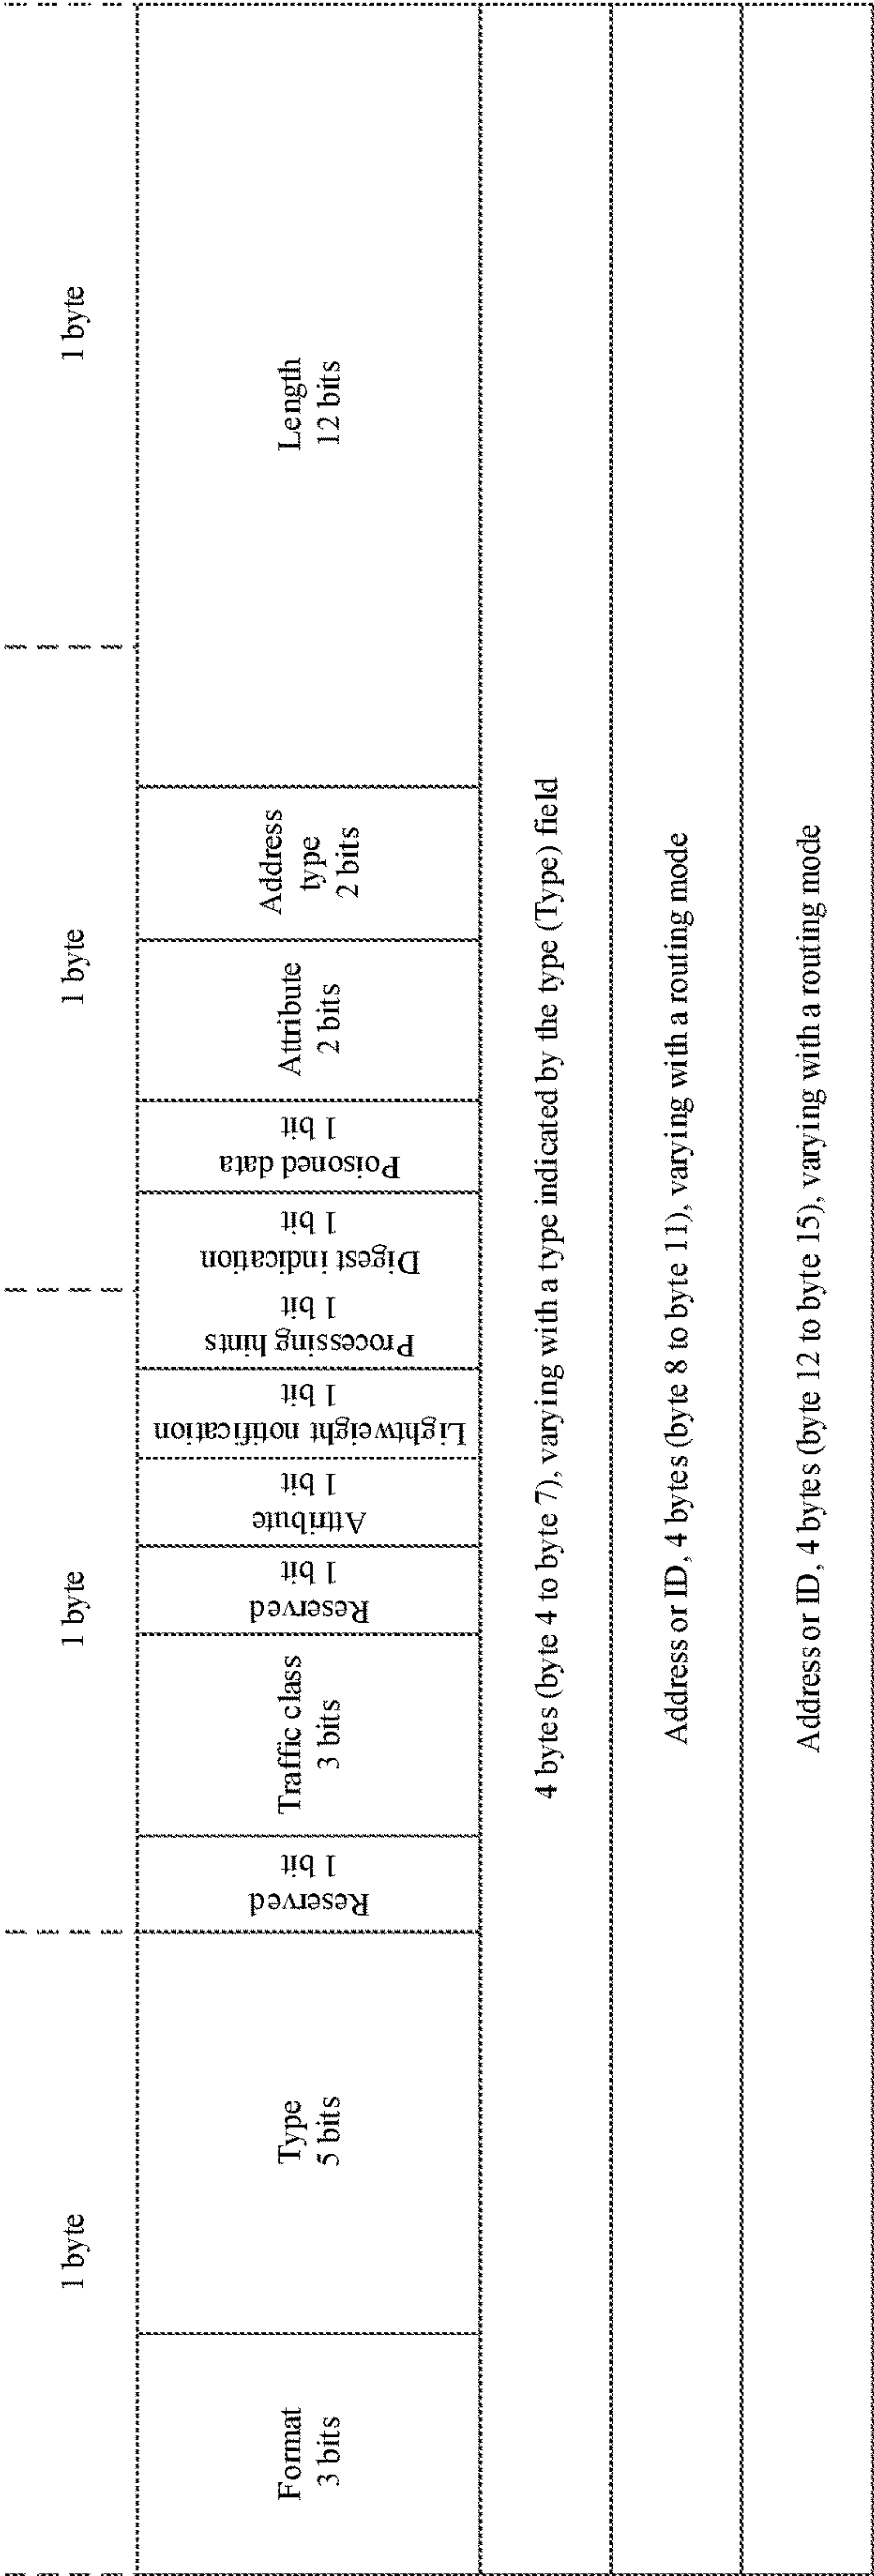 1 byte
1 byte
1 byte
1 byte
Format
3 bits
Type
5 bits
Reserved
1 bit
Traffic class
3 bits
Reserved
1 bit
Attribute
1 bit
Lightweight notification
1 bit
Processing hints
1 bit
Digest indication
1 bit
Poisoned data
1 bit
Attribute
2 bits
Address
type
2 bits
Length
12 bits
4 bytes (byte 4 to byte 7), varying with a type indicated by the type (Type) field
Address or ID, 4 bytes (byte 8 to byte 11), varying with a routing mode
Address or ID, 4 bytes (byte 12 to byte 15), varying with a routing mode